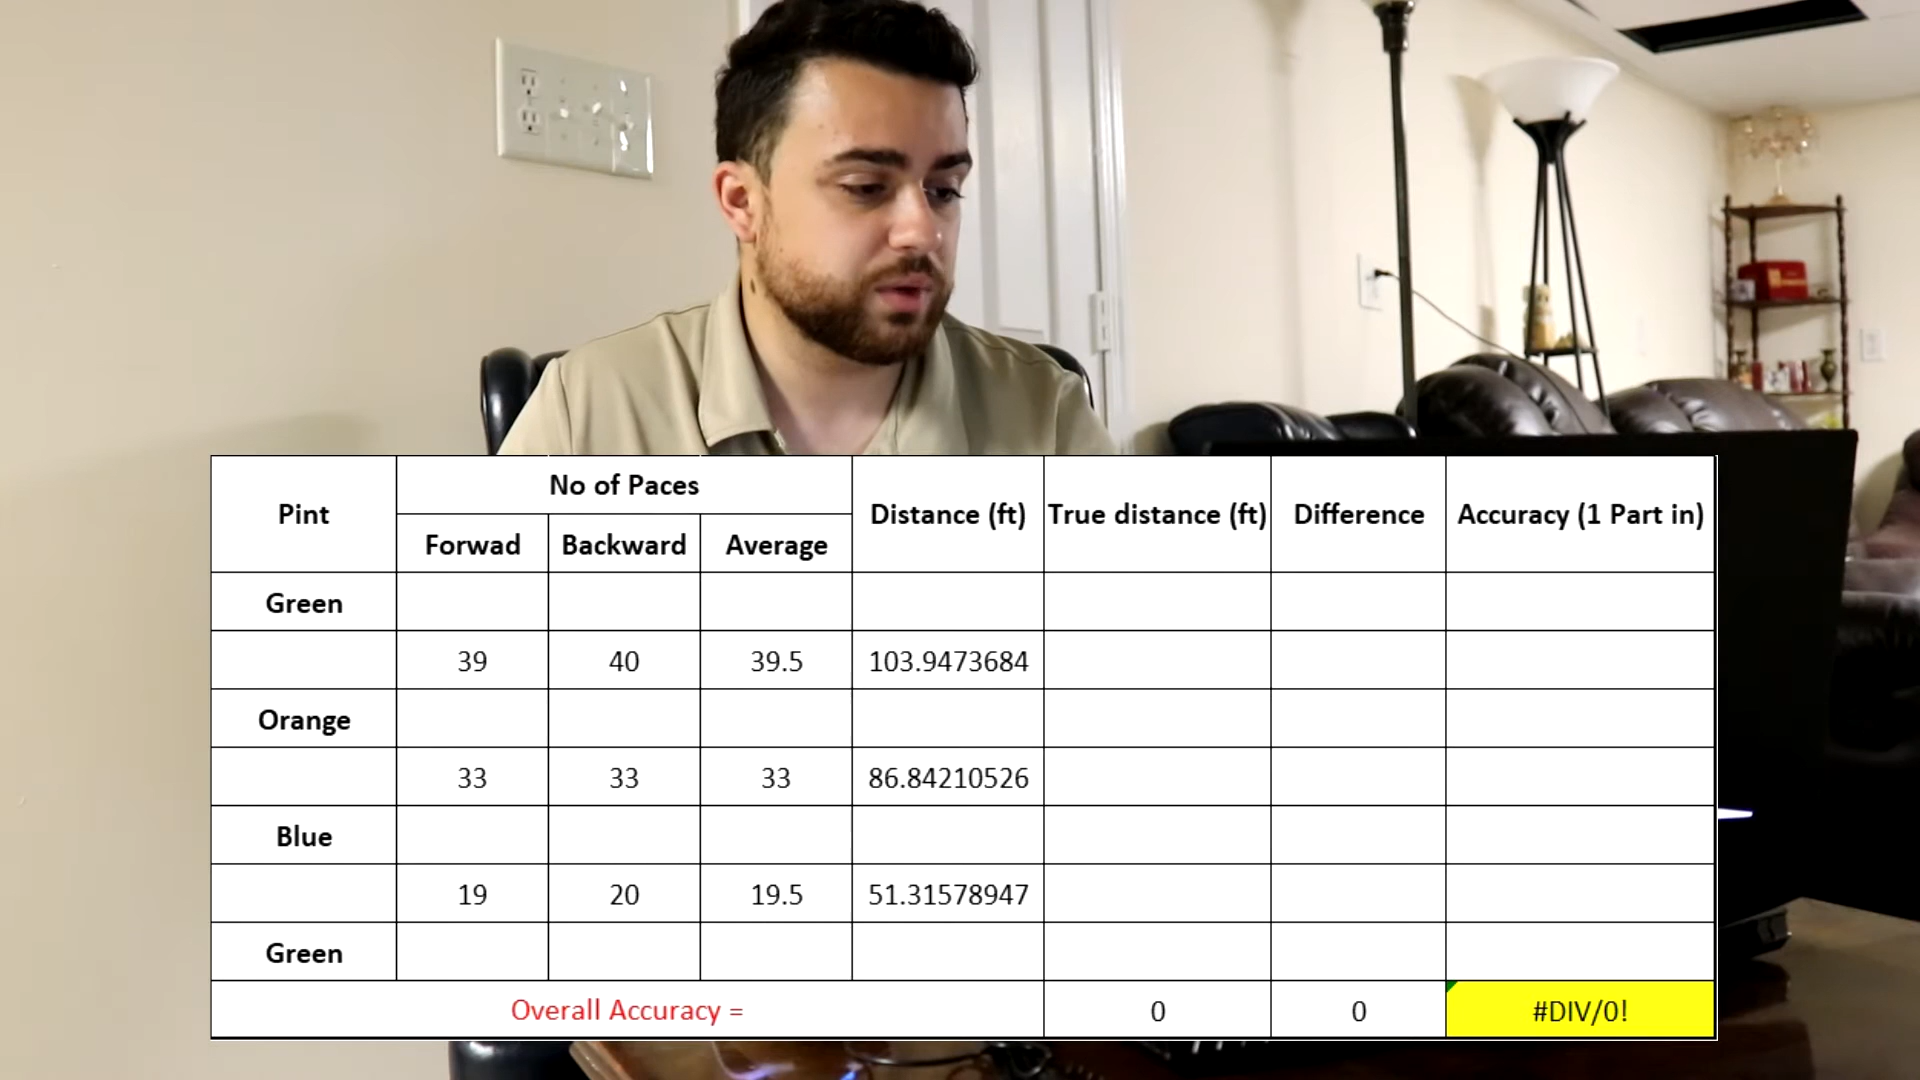 Pint No of Paces Distance (ft) True distance (ft) Difference Accuracy (1 Part in)
Forwad Backward Average
Green
39 40 39.5 103.9473684
Orange
33 33 33 86.84210526
Blue
19 20 19.5 51.31578947
Green
Overall Accuracy = 0 0 #DIV/0!